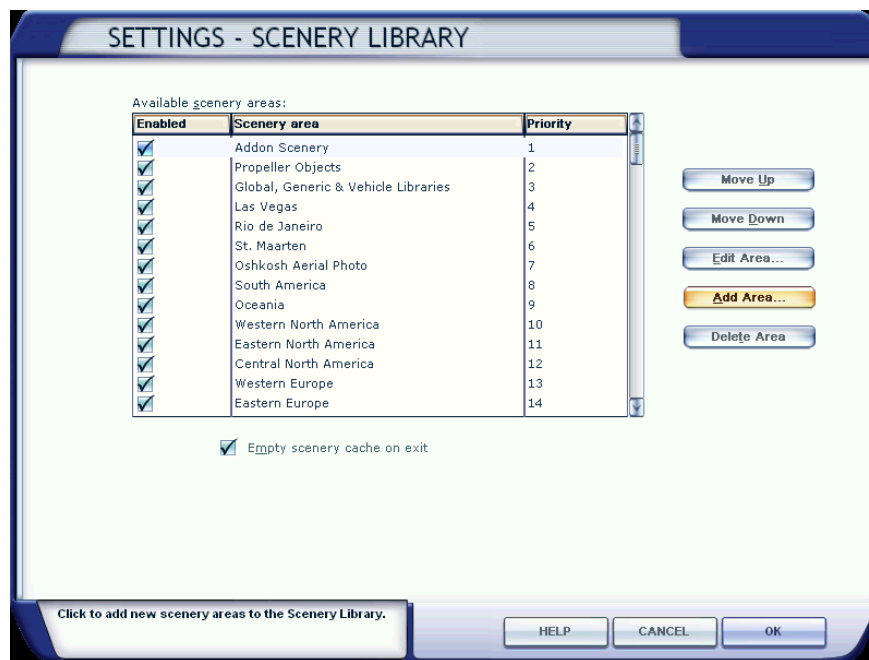 SETTINGS - SCENERY LIBRARY
Available scenery areas:
Enabled Scenery area Priority
Addon Scenery 1
Propeller Objects 2
Global, Generic & Vehicle Libraries 3
Las Vegas 4
Rio de Janeiro 5
St. Maarten 6
Oshkosh Aerial Photo 7
South America 8
Oceania 9
Western North America 10
Eastern North America 11
Central North America 12
Western Europe 13
Eastern Europe 14
Move Up
Move Down
Edit Area...
Add Area...
Delete Area
Empty scenery cache on exit
Click to add new scenery areas to the Scenery Library.
HELP CANCEL OK